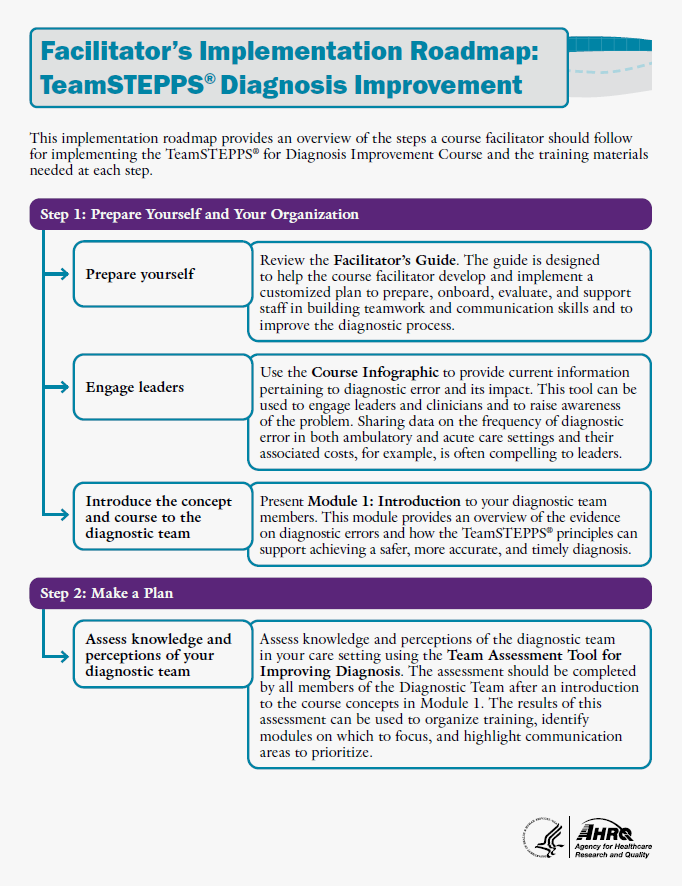 Facilitator's Implementation Roadmap:
TeamSTEPPS® Diagnosis Improvement
This implementation roadmap provides an overview of the steps a course facilitator should follow
for implementing the TeamSTEPPS® for Diagnosis Improvement Course and the training materials
needed at each step.
Step 1: Prepare Yourself and Your Organization
Prepare yourself
Review the Facilitator's Guide. The guide is designed
to help the course facilitator develop and implement a
customized plan to prepare, onboard, evaluate, and support
staff in building teamwork and communication skills and to
improve the diagnostic process.
Engage leaders
Use the Course Infographic to provide current information
pertaining to diagnostic error and its impact. This tool can be
used to engage leaders and clinicians and to raise awareness
of the problem. Sharing data on the frequency of diagnostic
error in both ambulatory and acute care settings and their
associated costs, for example, is often compelling to leaders.
Introduce the concept
and course to the
diagnostic team
Present Module 1: Introduction to your diagnostic team
members. This module provides an overview of the evidence
on diagnostic errors and how the TeamSTEPPS® principles can
support achieving a safer, more accurate, and timely diagnosis.
Step 2: Make a Plan
Assess knowledge and
perceptions of your
diagnostic team
Assess knowledge and perceptions of the diagnostic team
in your care setting using the Team Assessment Tool for
Improving Diagnosis. The assessment should be completed
by all members of the Diagnostic Team after an introduction
to the course concepts in Module 1. The results of this
assessment can be used to organize training, identify
modules on which to focus, and highlight communication
areas to prioritize.
AHRQ
Agency for Healthcare
Research and Quality